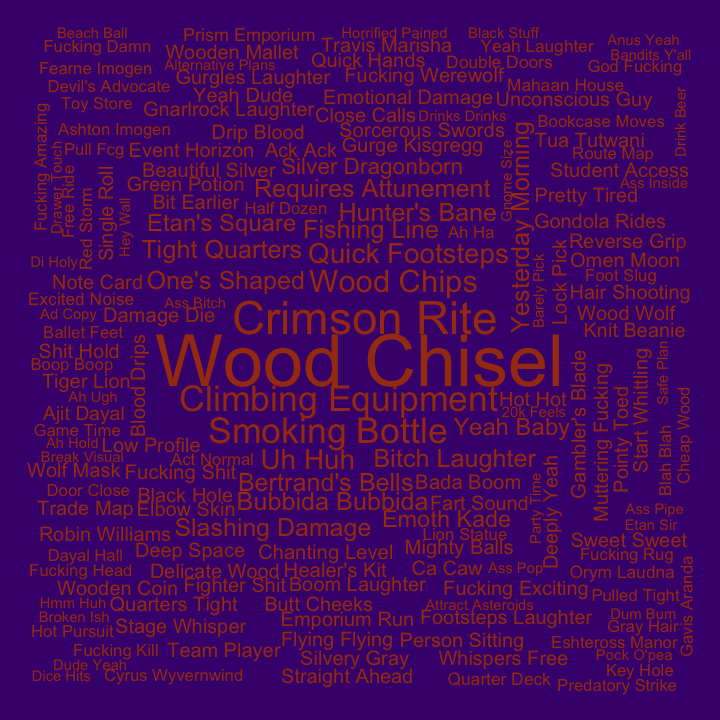 Beach Ball
Prism Emporium
Horrified Pained
Black Stuff
Anus Yeah
Fucking Damn
Wooden Mallet
Travis Marisha
Yeah Laughter
Bandits Y'all
Fearne Imogen
Alternative Plans
Quick Hands
Double Doors
God Fucking
Devil's Advocate
Gurgles Laughter
Fucking Werewolf
Mahaan House
Toy Store
Yeah Dude
Emotional Damage
Unconscious Guy
Gnarlrock Laughter
Close Calls
Drinks Drinks
Bookcase Moves
Drink Beer
Ashton Imogen
Drip Blood
Sorcerous Swords
Tua Tutwani
Fucking Amazing
Drawer Touch
Pull Fcg
Event Horizon
Ack Ack
Gurge Klsgregg
Route Map
Free Ride
Beautiful Silver
Silver Dragonborn
Student Access
Single Roll
Green Potion
Requires Attunement
Gnome Size
Yesterday Morning
Ass Inside
Red Storm
Hey Wall
Bit Earlier
Half Dozen
Hunter's Bane
Pretty Tired
Etan's Square
Fishing Line
Ah Ha
Gondola Rides
Tight Quarters
Quick Footsteps
Reverse Grip
Di Holy
Barely Pick
Lock Pick
Omen Moon
Note Card
One's Shaped
Wood Chips
Foot Slug
Excited Noise
Ass Bitch
Hair Shooting
Ad Copy
Damage Die
Crimson Rite
Wood Wolf
Ballet Feet
Knit Beanie
Shit Hold
Blood Drips
Wood Chisel
Safe Plan
Boop Boop
Tiger Lion
Ah Ugh
Climbing Equipment
Hot Hot
Gambler's Blade
Muttering Fucking
Pointy Toed
Start Whittling
Cheap Wood
Ajit Dayal
20k Feels
Game Time
Smoking Bottle
Yeah Baby
Blah Blah
Ah Hold
Low Profile
Break Visual
Act Normal
Uh Huh
Bitch Laughter
Wolf Mask
Fucking Shit
Bertrand's Bells
Bada Boom
Party Time
Deeply Yeah
Door Close
Black Hole
Bubbida Bubbida
Fart Sound
Trade Map
Elbow Skin
Ass Pipe
Slashing Damage
Emoth Kade
Etan Sir
Robin Williams
Lion Statue
Sweet Sweet
Dayal Hall
Deep Space
Chanting Level
Mighty Balls
Fucking Rug
Fucking Head
Delicate Wood
Healer's Kit
Ca Caw
Ass Pop
Orym Laudna
Gavis Aranda
Wooden Coin
Fighter Shit
Boom Laughter
Fucking Exciting
Pulled Tight
Hmm Huh
Quarters Tight
Butt Cheeks
Attract Asteroids
Dum Bum
Broken Ish
Emporium Run
Footsteps Laughter
Gray Hair
Hot Pursuit
Stage Whisper
Flying Flying
Person Sitting
Eshteross Manor
Fucking Kill
Team Player
Silvery Gray
Whispers Free
Pock O'pea
Dude Yeah
Key Hole
Dice Hits
Cyrus Wyvernwind
Straight Ahead
Quarter Deck
Predatory Strike